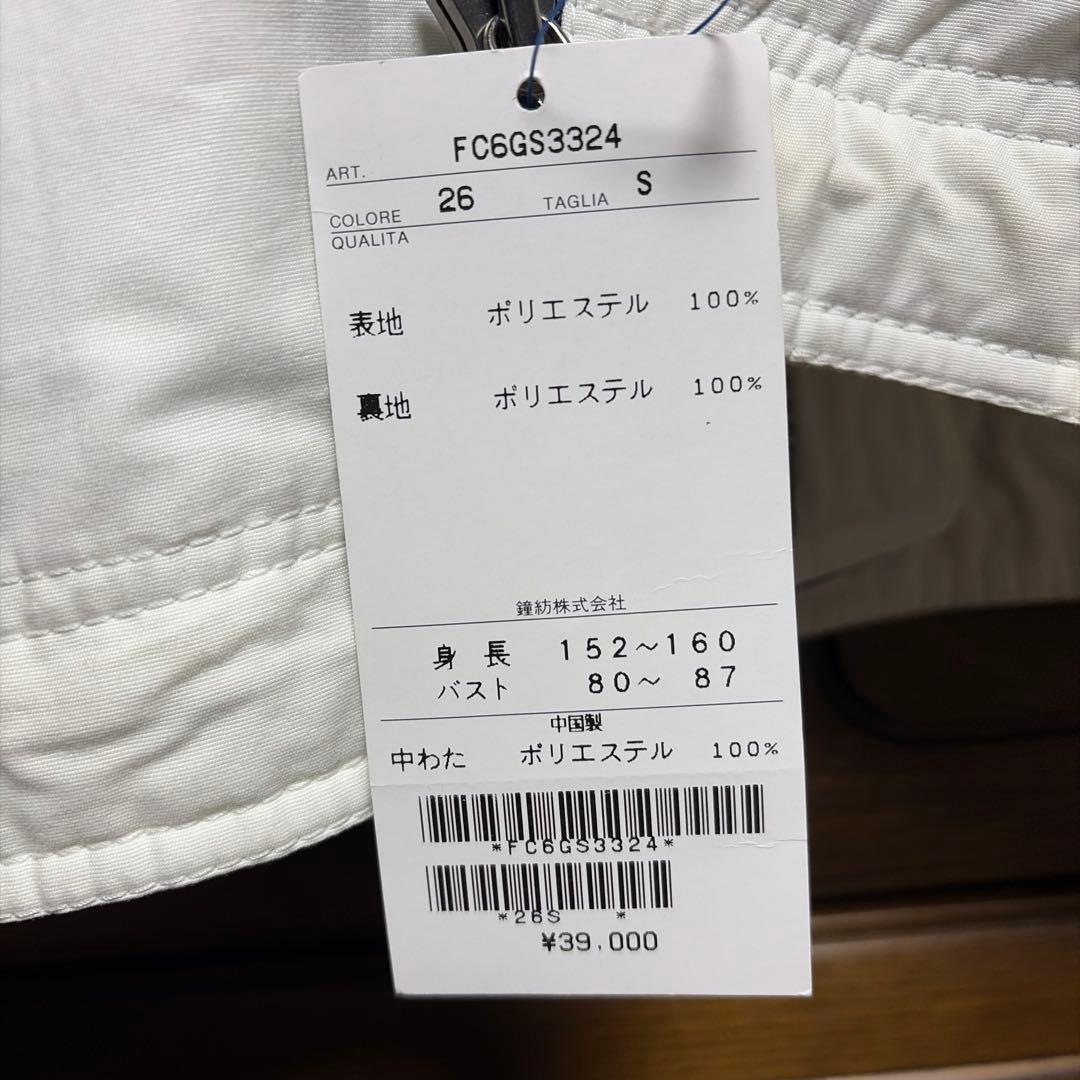 ART. FC6GS3324
COLORE 26 TAGLIA S
QUALITA
表地 ポリエステル 100%
裏地 ポリエステル 100%
鐘紡株式会社
身長 152～160
バスト 80～ 87
中国製
中わた ポリエステル 100%
*FC6GS3324*
*26S *
¥39,000